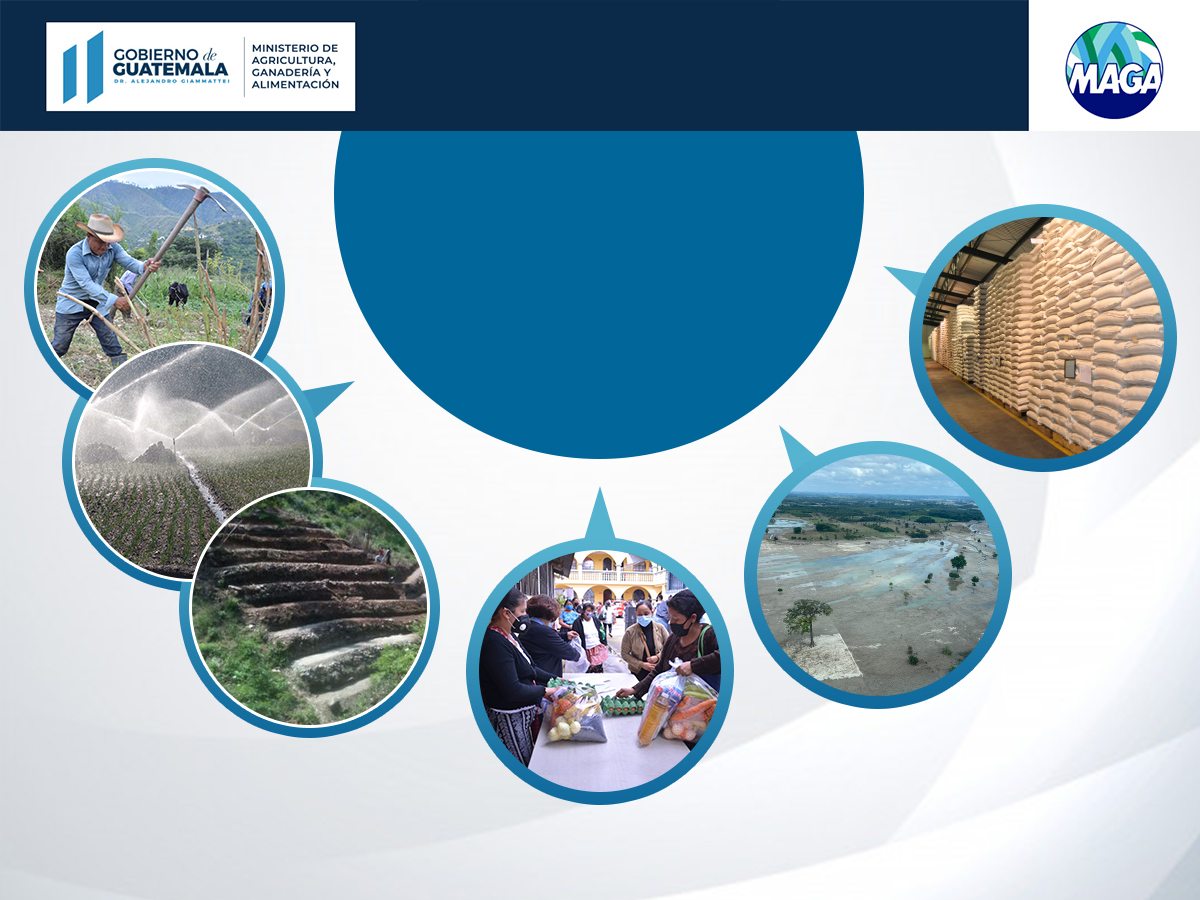 GOBIERNO de
GUATEMALA
DR. ALEJANDRO GIAMMATTEI
MINISTERIO DE
AGRICULTURA,
GANADERÍA Y
ALIMENTACIÓN
MAGA